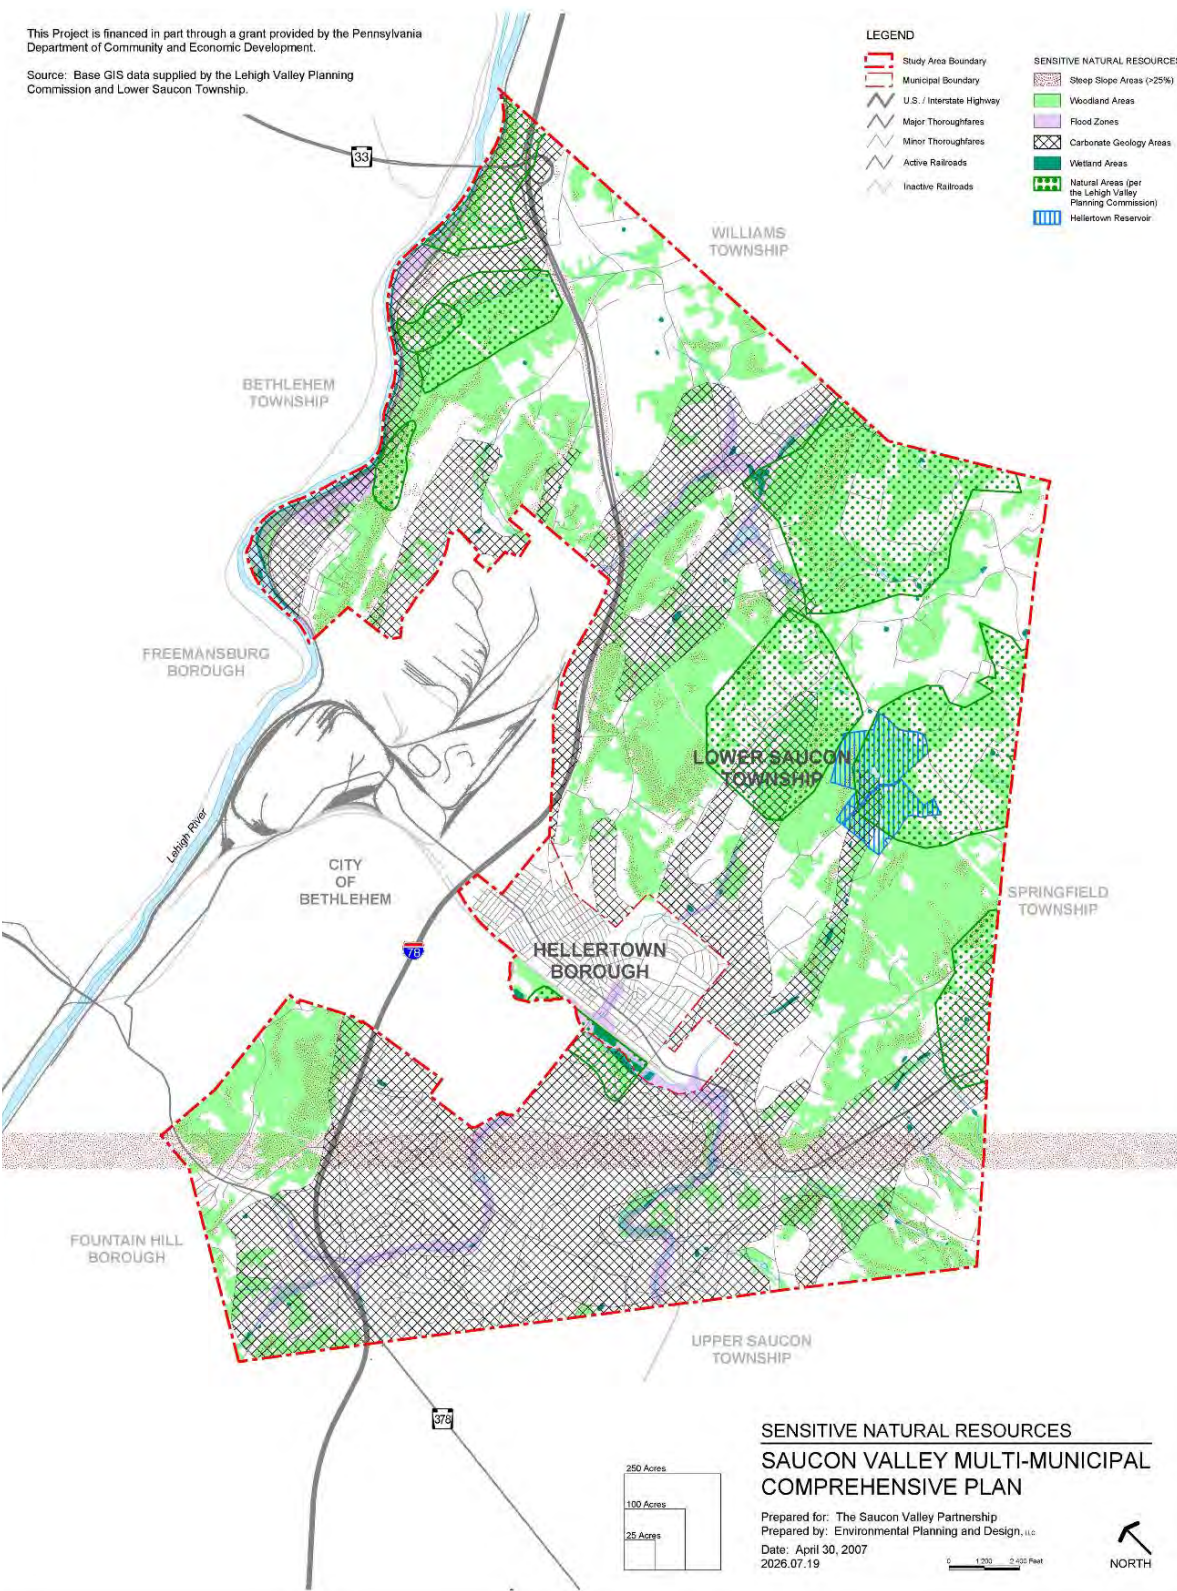 This Project is financed in part through a grant provided by the Pennsylvania
Department of Community and Economic Development.
Source: Base GIS data supplied by the Lehigh Valley Planning
Commission and Lower Saucon Township.
LEGEND
Study Area Boundary
Municipal Boundary
U.S. / Interstate Highway
Major Thoroughfares
Minor Thoroughfares
Active Railroads
Inactive Railroads
SENSITIVE NATURAL RESOURCES
Steep Slope Areas (>25%)
Woodland Areas
Flood Zones
Carbonate Geology Areas
Wetland Areas
Natural Areas (per
the Lehigh Valley
Planning Commission)
Hellertown Reservoir
33
WILLIAMS
TOWNSHIP
BETHLEHEM
TOWNSHIP
FREEMANSBURG
BOROUGH
LOWER SAUCON
TOWNSHIP
Lehigh River
CITY
OF
BETHLEHEM
SPRINGFIELD
TOWNSHIP
HELLERTOWN
BOROUGH
78
FOUNTAIN HILL
BOROUGH
UPPER SAUCON
TOWNSHIP
378
250 Acres
100 Acres
25 Acres
SENSITIVE NATURAL RESOURCES
SAUCON VALLEY MULTI-MUNICIPAL
COMPREHENSIVE PLAN
Prepared for: The Saucon Valley Partnership
Prepared by: Environmental Planning and Design, LLC
Date: April 30, 2007
2026.07.19
0 1,200 2,400 Feet
NORTH